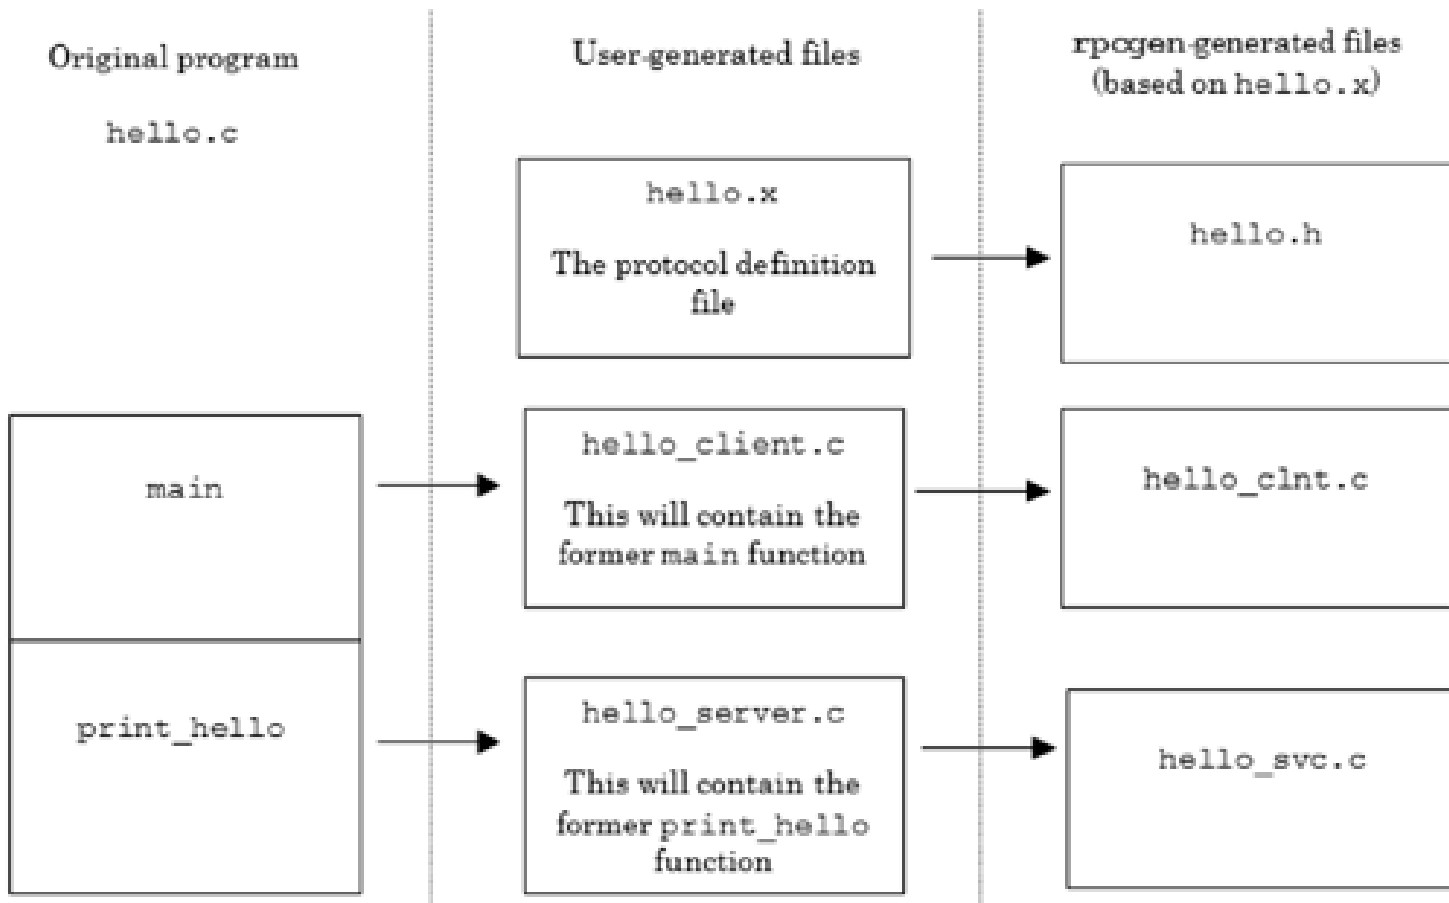 Original program
hello.c
main
print_hello
User-generated files
hello.x
The protocol definition
file
hello_client.c
This will contain the
former main function
hello_server.c
This will contain the
former print_hello
function
rpcgen-generated files
(based on hello.x)
hello.h
hello_clnt.c
hello_svc.c